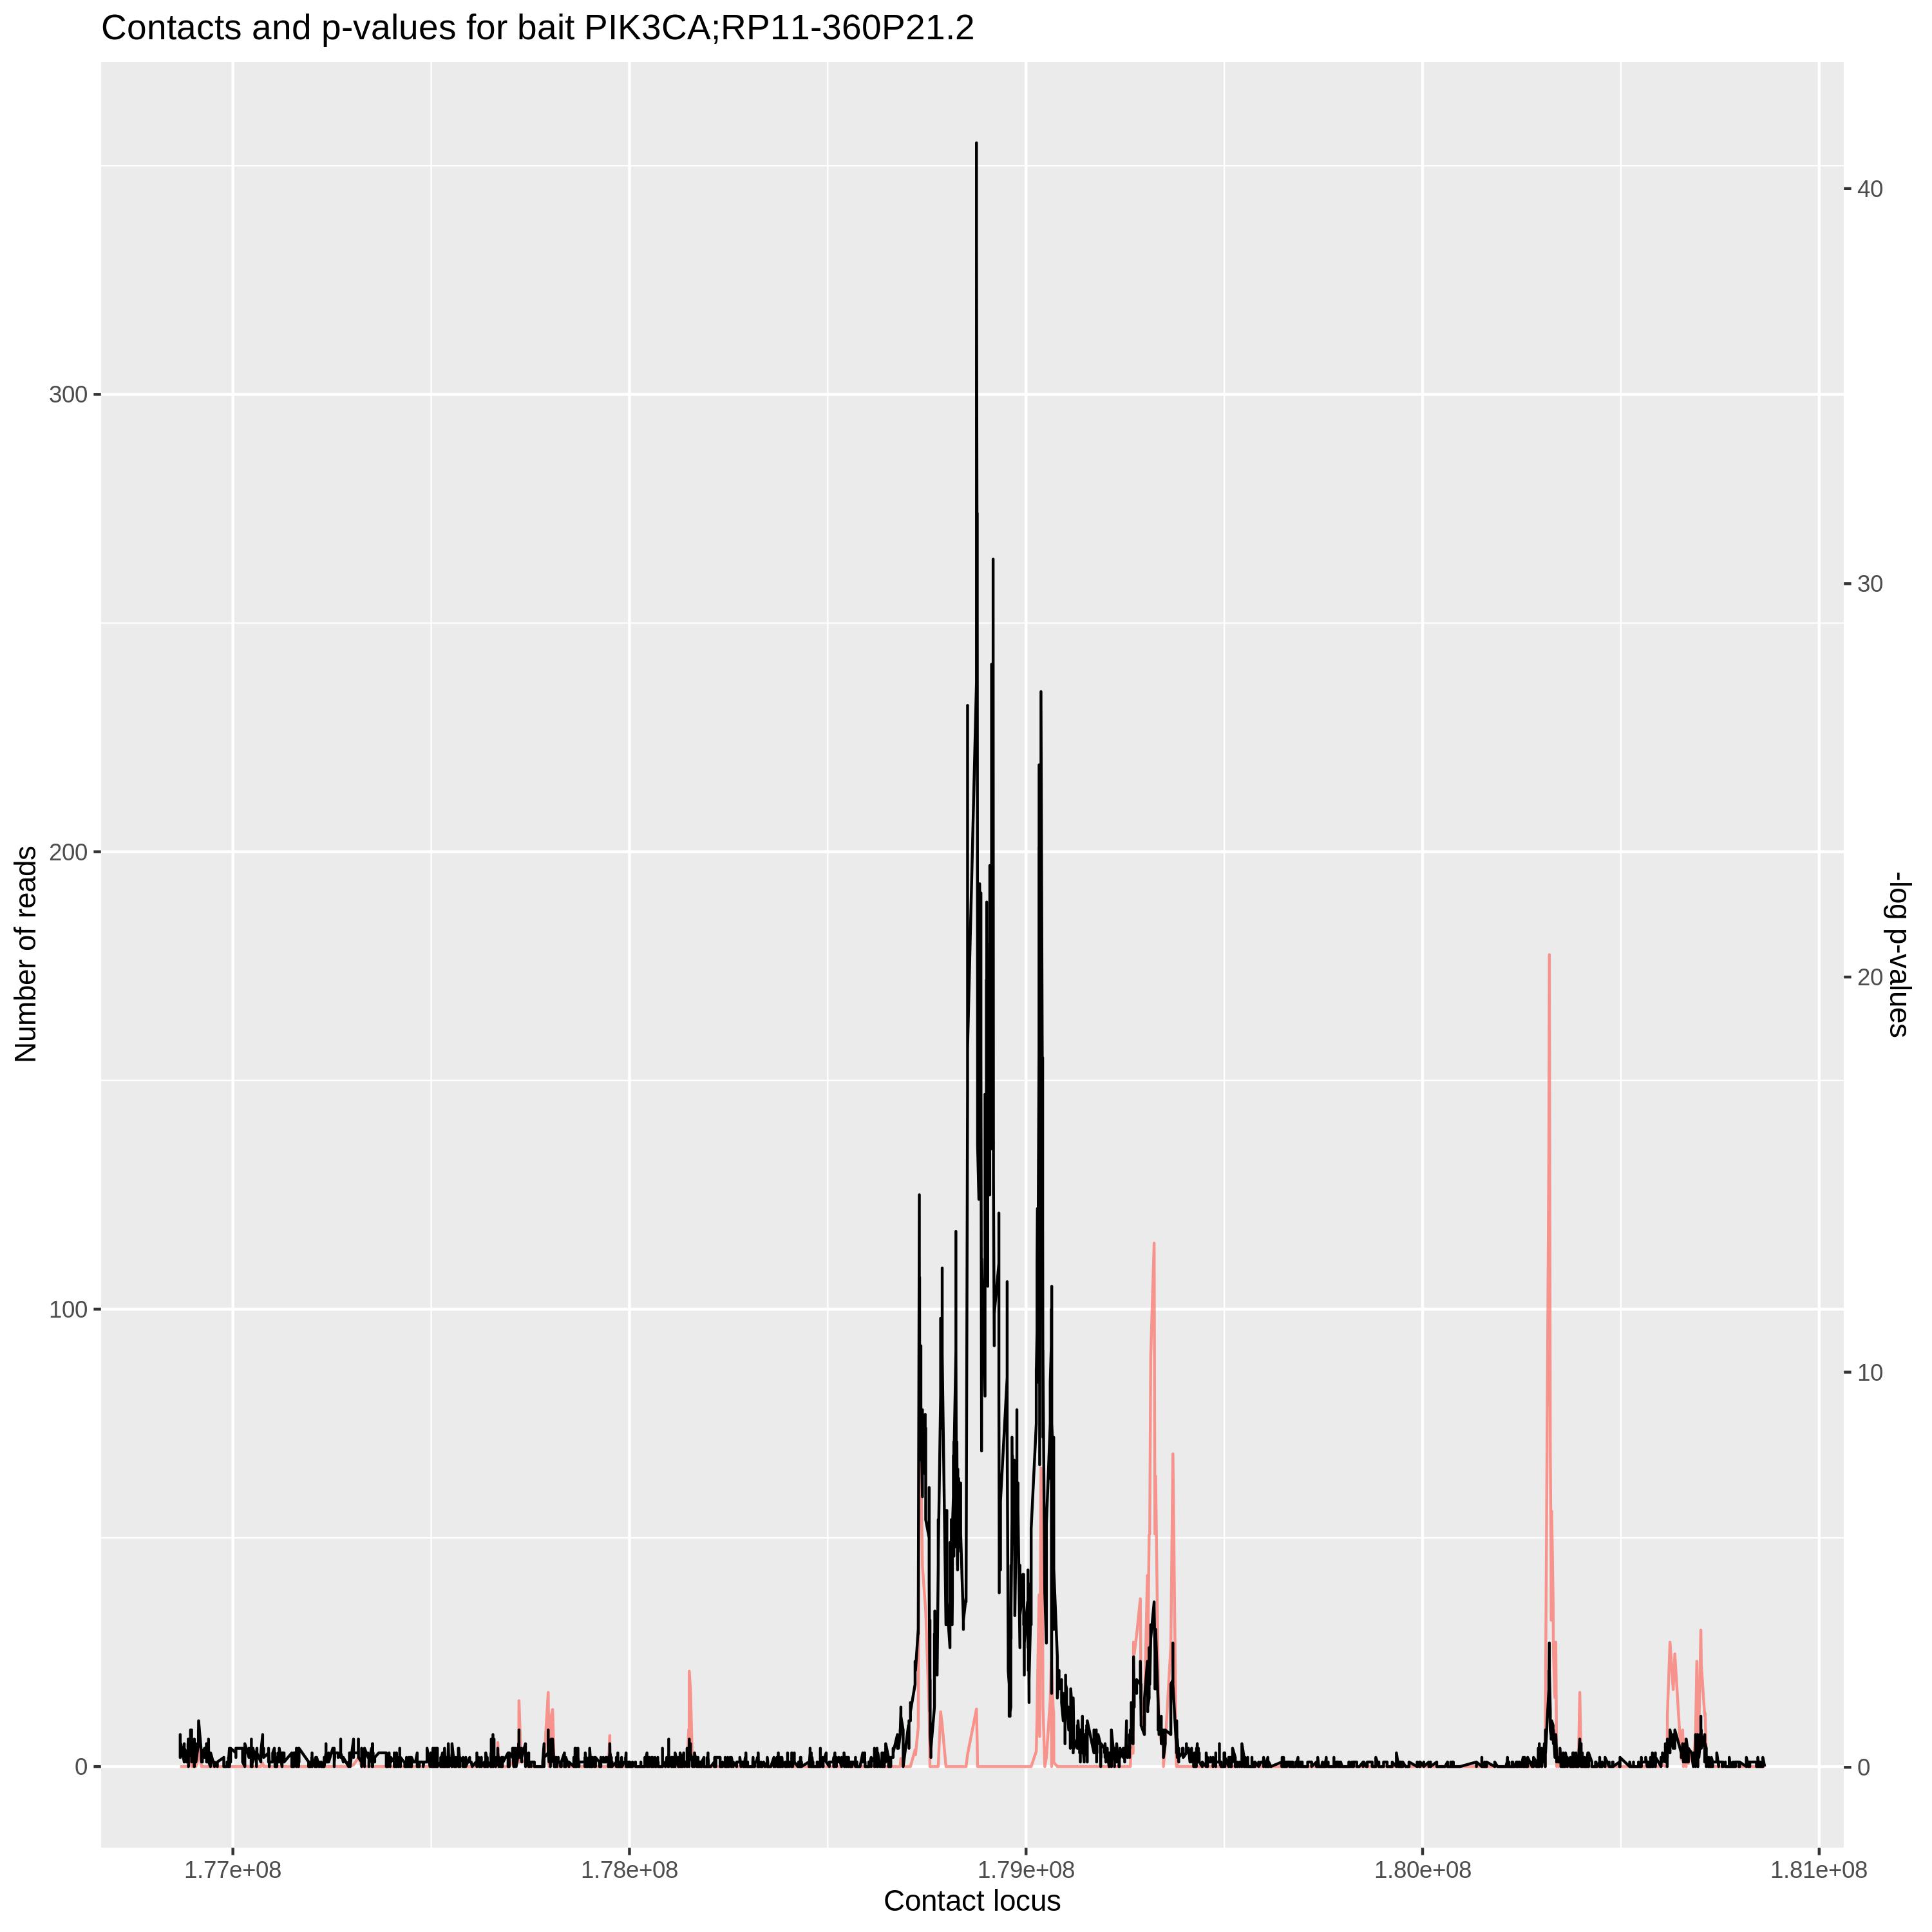 Contacts and p-values for bait PIK3CA;RP11-360P21.2
Number of reads
300
200
100
0
40
30
20
10
0
-log p-values
1.77e+08
1.78e+08
1.79e+08
1.80e+08
1.81e+08
Contact locus